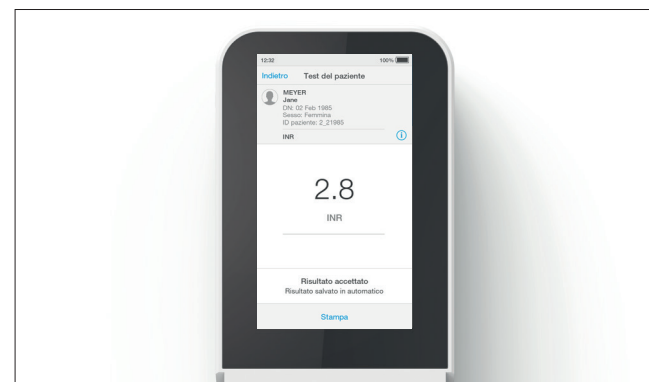 12:32 100%
Indietro Test del paziente
MEYER
Jane
DN: 02 Feb 1985
Sesso: Femmina
ID paziente: 2_21985
INR
2.8
INR
Risultato accettato
Risultato salvato in automatico
Stampa